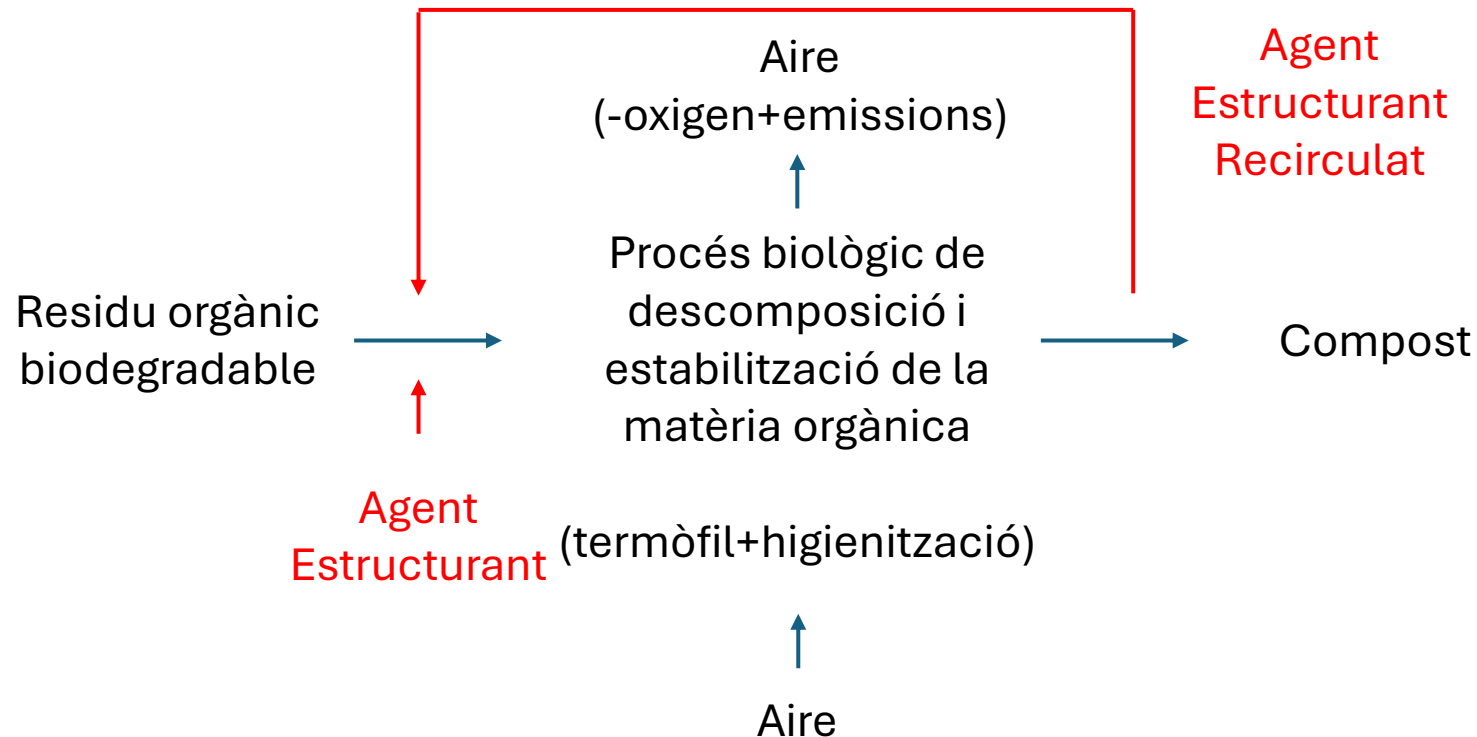 Aire
(-oxigen+emissions)
Agent
Estructurant
Recirculat
Residu orgànic
biodegradable
Procés biològic de
descomposició i
estabilització de la
matèria orgànica
Compost
Agent
Estructurant
(termòfil+higienització)
Aire